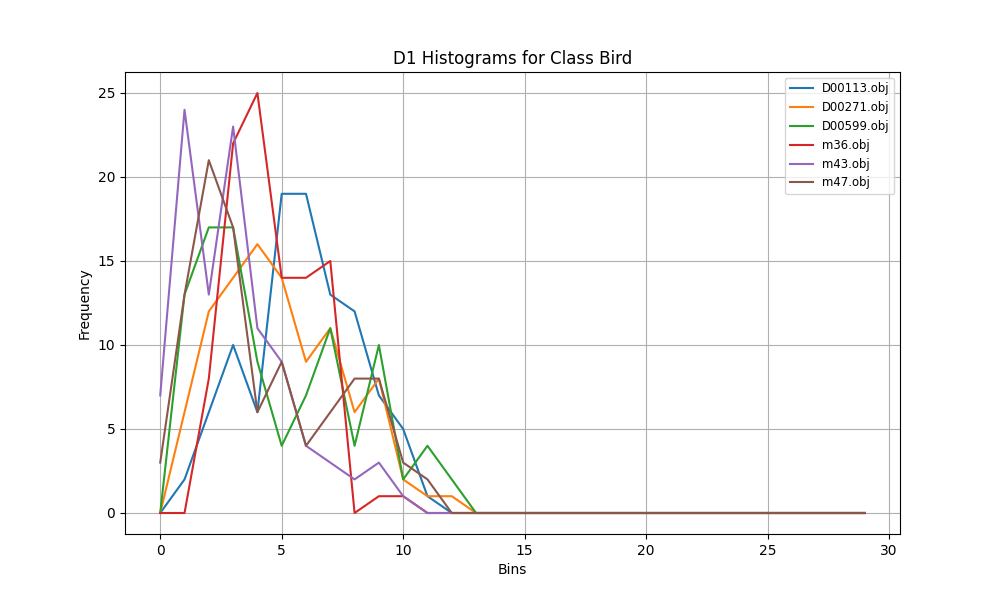 D1 Histograms for Class Bird
25
20
15
10
5
0
Frequency
0 5 10 15 20 25 30
Bins
D00113.obj
D00271.obj
D00599.obj
m36.obj
m43.obj
m47.obj